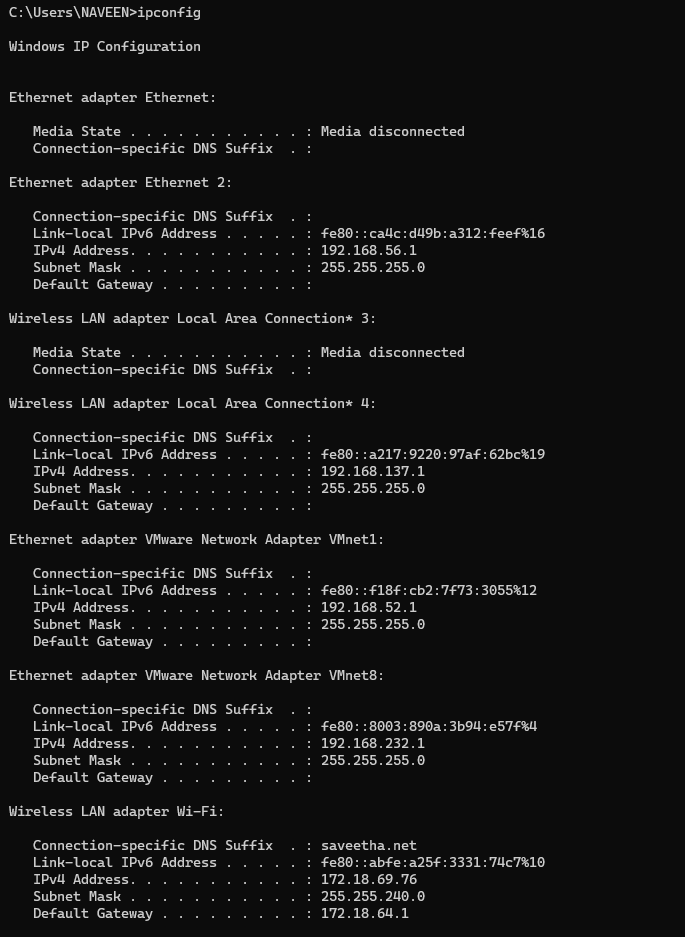 C:\Users\NAVEEN>ipconfig
Windows IP Configuration
Ethernet adapter Ethernet:
Media State . . . . . . . . . . . : Media disconnected
Connection-specific DNS Suffix  . :
Ethernet adapter Ethernet 2:
Connection-specific DNS Suffix  . :
Link-local IPv6 Address . . . . . : fe80::ca4c:d49b:a312:feef%16
IPv4 Address. . . . . . . . . . . : 192.168.56.1
Subnet Mask . . . . . . . . . . . : 255.255.255.0
Default Gateway . . . . . . . . . :
Wireless LAN adapter Local Area Connection* 3:
Media State . . . . . . . . . . . : Media disconnected
Connection-specific DNS Suffix  . :
Wireless LAN adapter Local Area Connection* 4:
Connection-specific DNS Suffix  . :
Link-local IPv6 Address . . . . . : fe80::a217:9220:97af:62bc%19
IPv4 Address. . . . . . . . . . . : 192.168.137.1
Subnet Mask . . . . . . . . . . . : 255.255.255.0
Default Gateway . . . . . . . . . :
Ethernet adapter VMware Network Adapter VMnet1:
Connection-specific DNS Suffix  . :
Link-local IPv6 Address . . . . . : fe80::f18f:cb2:7f73:3055%12
IPv4 Address. . . . . . . . . . . : 192.168.52.1
Subnet Mask . . . . . . . . . . . : 255.255.255.0
Default Gateway . . . . . . . . . :
Ethernet adapter VMware Network Adapter VMnet8:
Connection-specific DNS Suffix  . :
Link-local IPv6 Address . . . . . : fe80::8003:890a:3b94:e57f%4
IPv4 Address. . . . . . . . . . . : 192.168.232.1
Subnet Mask . . . . . . . . . . . : 255.255.255.0
Default Gateway . . . . . . . . . :
Wireless LAN adapter Wi-Fi:
Connection-specific DNS Suffix  . : saveetha.net
Link-local IPv6 Address . . . . . : fe80::abfe:a25f:3331:74c7%10
IPv4 Address. . . . . . . . . . . : 172.18.69.76
Subnet Mask . . . . . . . . . . . : 255.255.240.0
Default Gateway . . . . . . . . . : 172.18.64.1